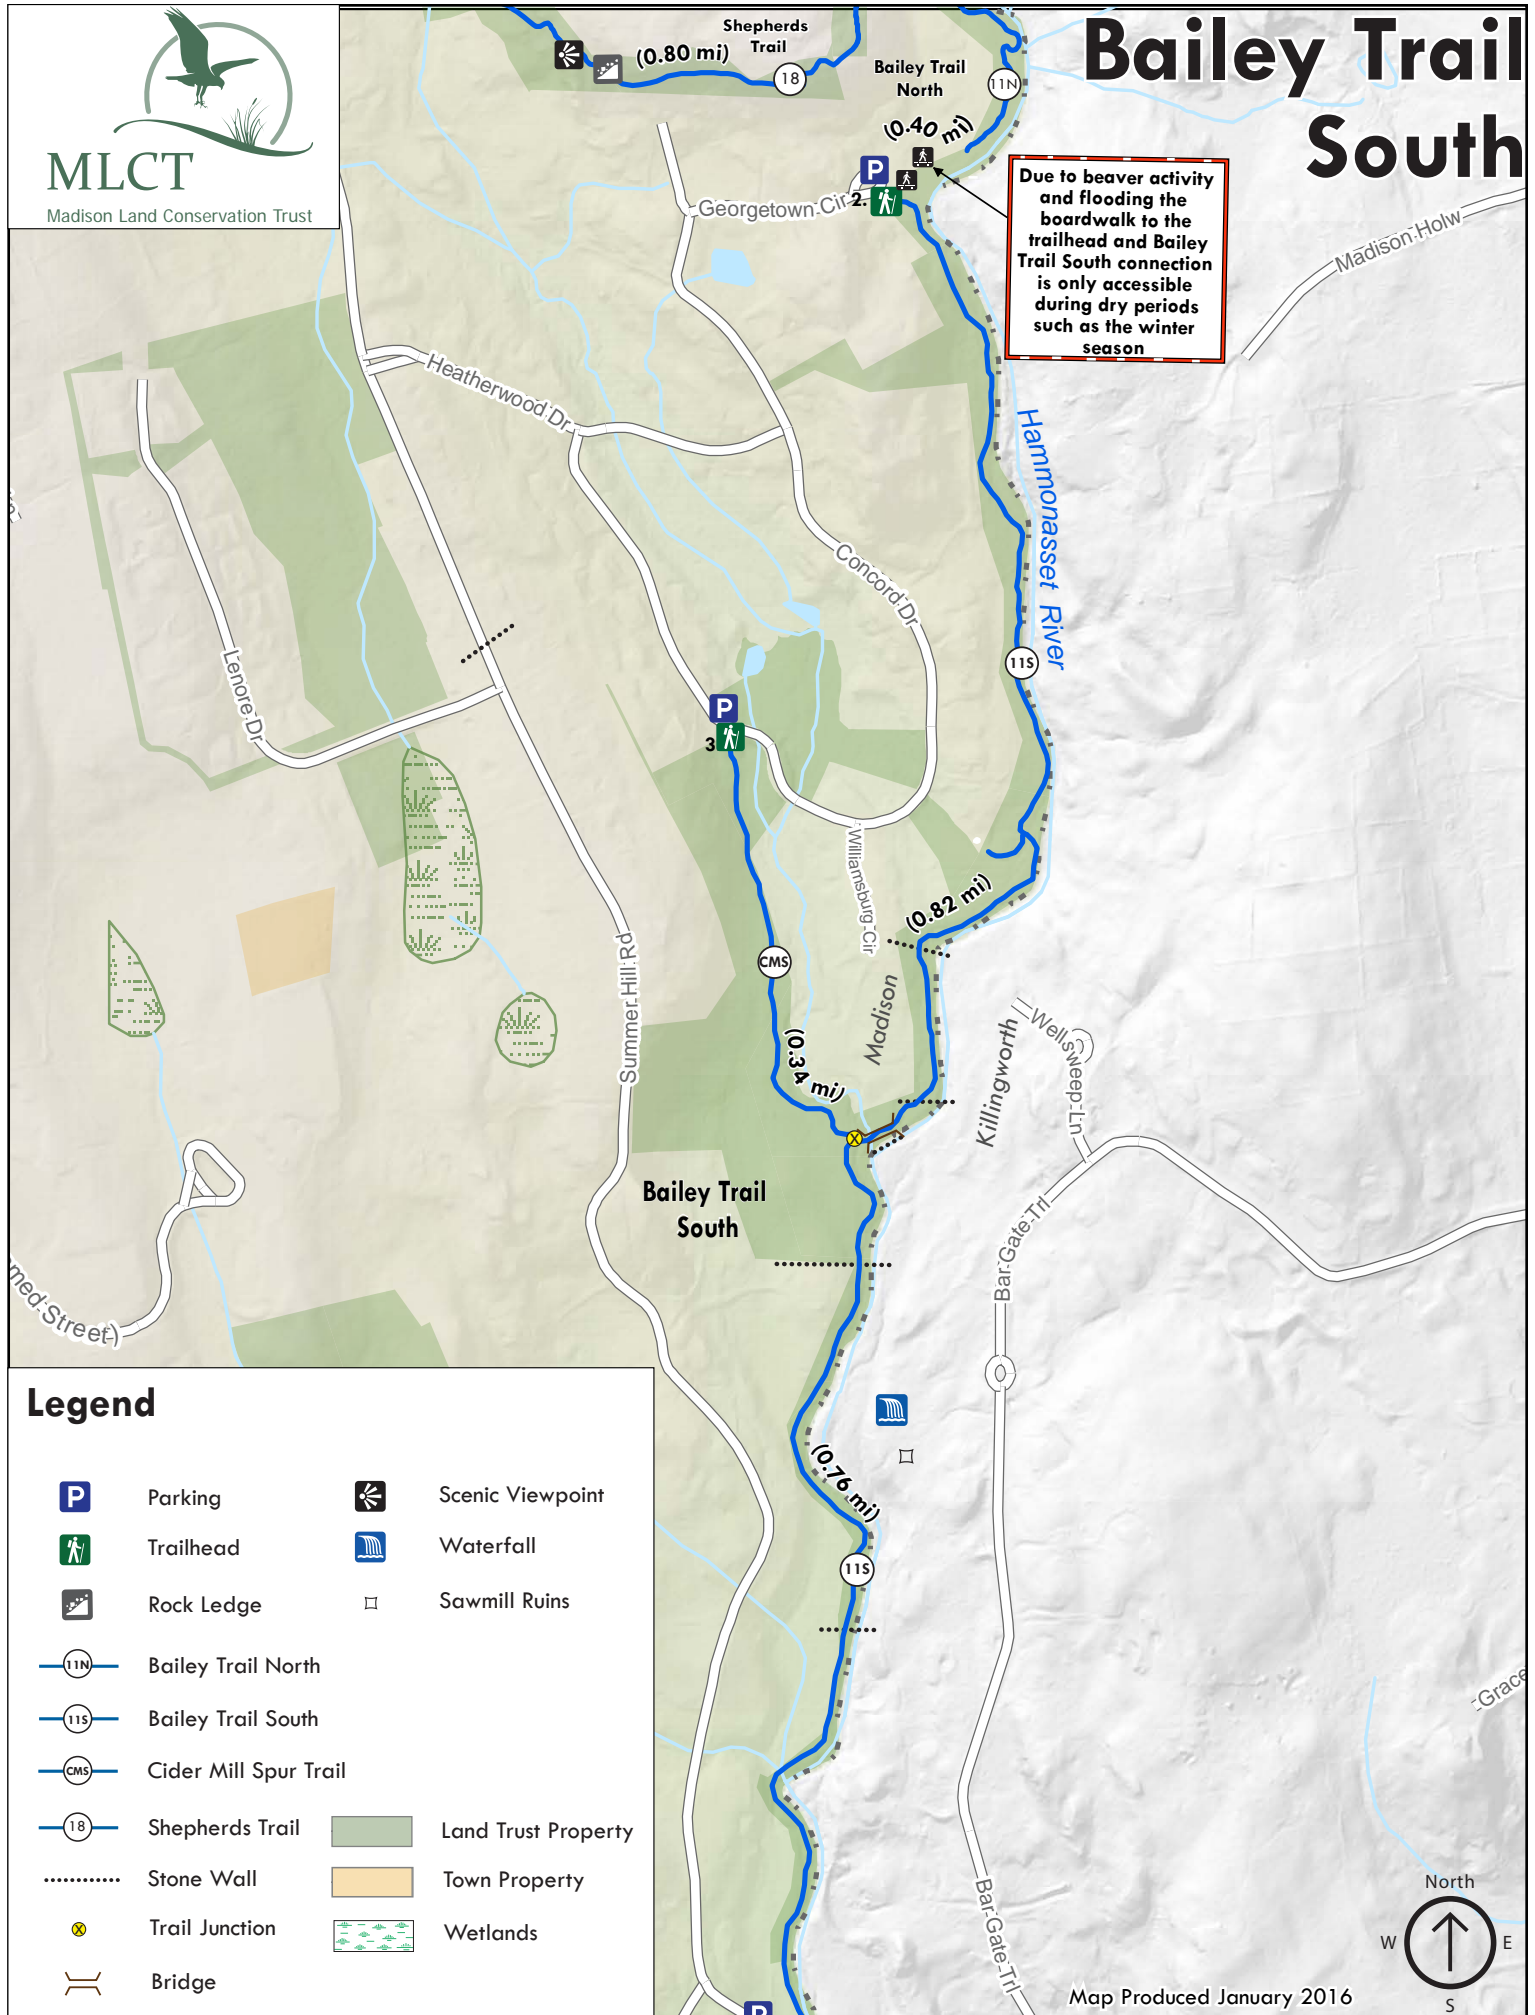 MLCT
Madison Land Conservation Trust
Bailey Trail
South
Shepherds
Trail
(0.80 mi)
18
Bailey Trail
North
11N
(0.40 mi)
P
2.
Georgetown Cir
Due to beaver activity
and flooding the
boardwalk to the
trailhead and Bailey
Trail South connection
is only accessible
during dry periods
such as the winter
season
Madison Holw
Heatherwood Dr
Hammonasset River
Concord Dr
Lenore Dr
11S
P
3
Williamsburg Cir
(0.82 mi)
Summer Hill Rd
CMS
Madison
Killingworth
Wellsweep Ln
(0.34 mi)
X
Bailey Trail
South
Bar Gate Trl
med Street)
(0.76 mi)
11S
Grace
Bar Gate Trl
P
Legend
P Parking
Scenic Viewpoint
Trailhead
Waterfall
Rock Ledge
Sawmill Ruins
11N Bailey Trail North
11S Bailey Trail South
CMS Cider Mill Spur Trail
18 Shepherds Trail
Land Trust Property
Stone Wall
Town Property
X Trail Junction
Wetlands
Bridge
North
W
E
S
Map Produced January 2016